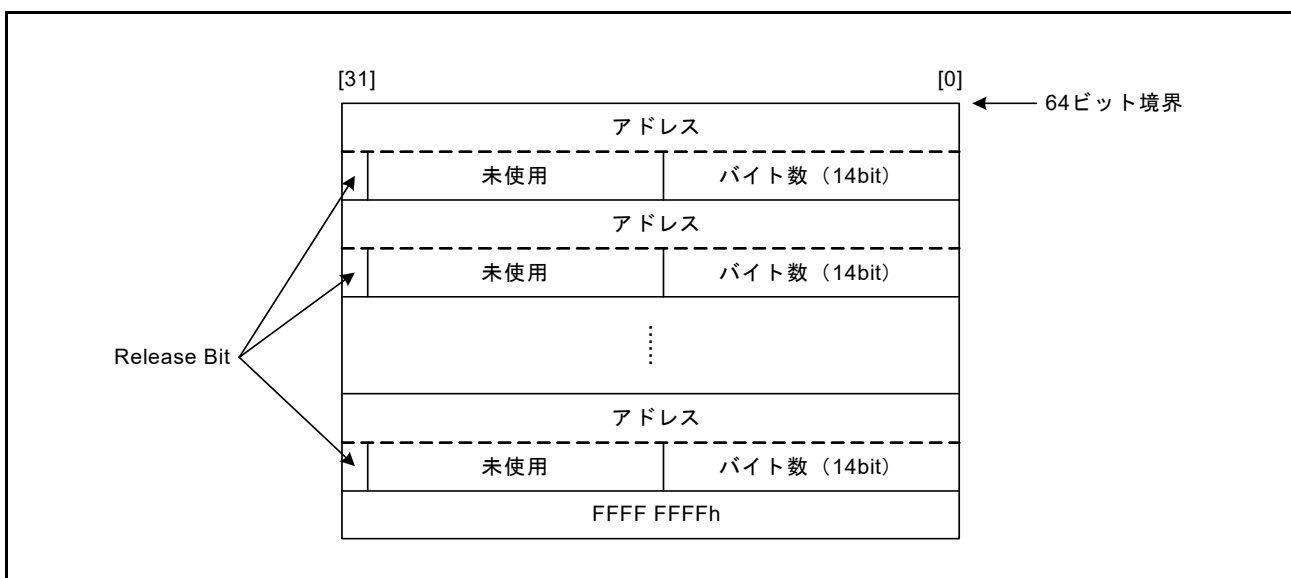 [31] [0]
64ビット境界
アドレス
未使用 バイト数（14bit）
アドレス
未使用 バイト数（14bit）
Release Bit
アドレス
未使用 バイト数（14bit）
FFFF FFFFh